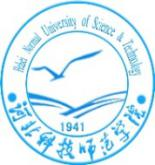 Hebei Normal University of Science & Technology
1941
河北科技师范学院